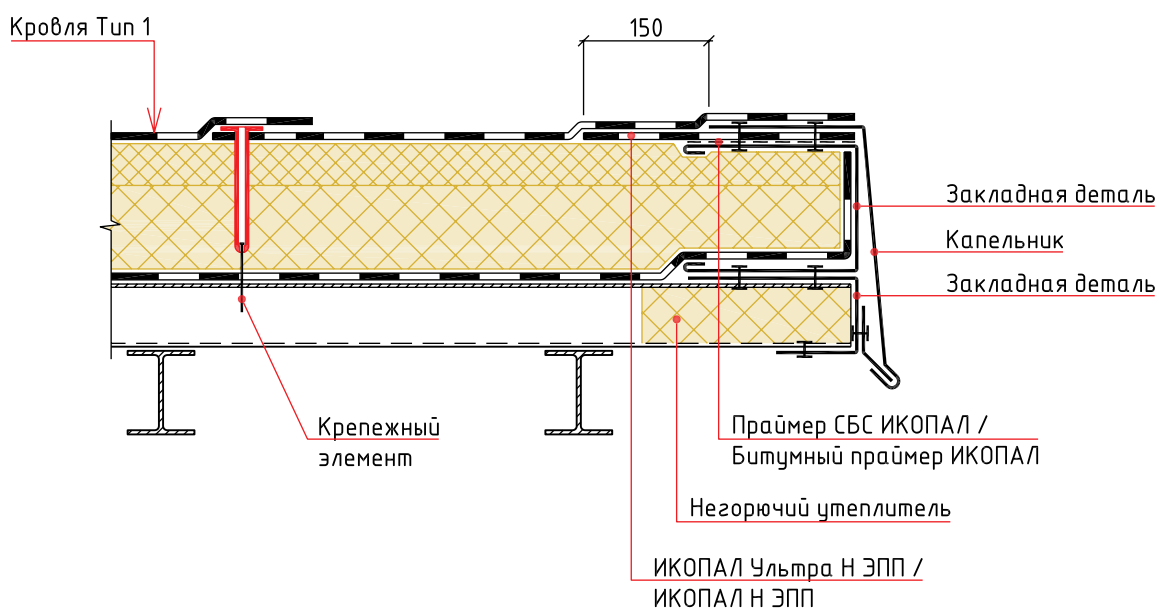 Кровля Тип 1
150
Закладная деталь
Капельник
Закладная деталь
Крепежный
элемент
Праймер СБС ИКОПАЛ /
Битумный праймер ИКОПАЛ
Негорючий утеплитель
ИКОПАЛ Ультра Н ЭПП /
ИКОПАЛ Н ЭПП